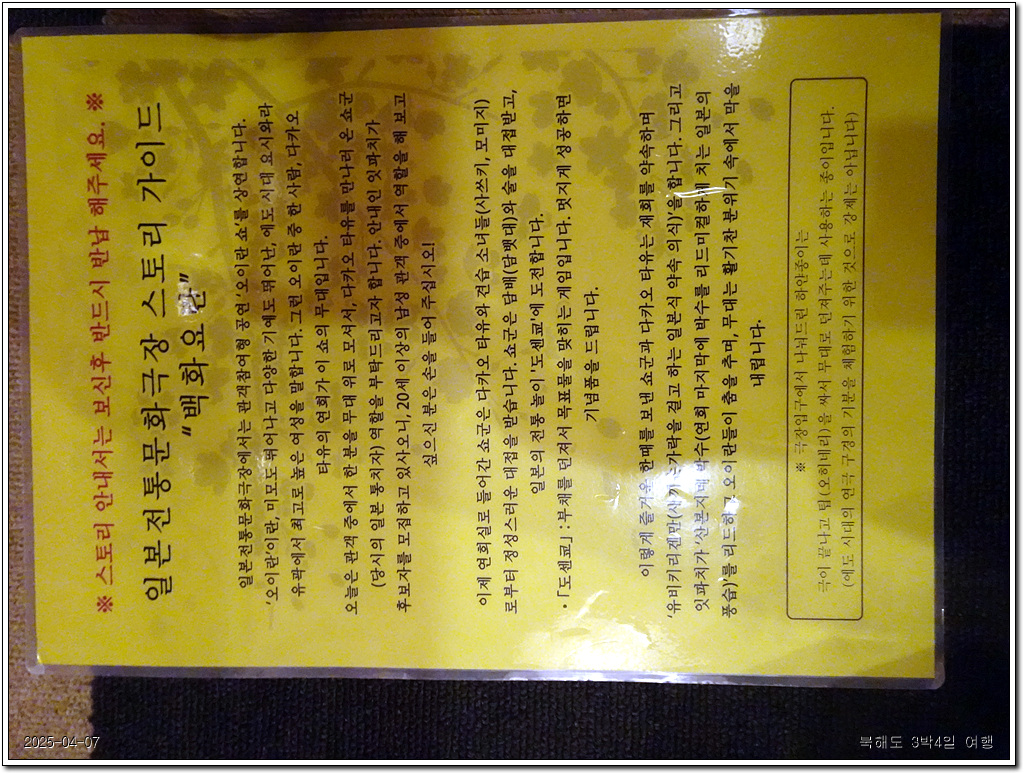 ※ 스토리 안내서는 보신후 반드시 반납 해주세요. ※
일본전통문화극장 스토리 가이드
“백화요란”
일본전통문화극장에서는 관객참여형 공연 '오이란 쇼'를 상연합니다.
'오이란'이란, 미모도 뛰어나고 다양한 기예도 뛰어난, 에도시대 요시와라
유곽에서 최고로 높은 여성을 말합니다. 그런 오이란 중 한 사람, 다카오
타유의 연회가 이 쇼의 무대입니다.
오늘은 관객 중에서 한 분을 무대 위로 모셔서, 다카오 타유를 만나러 온 쇼군
(당시의 일본 통치자) 역할을 부탁드리고자 합니다. 안내인 잇파치가
후보자를 모집하고 있사오니, 20세 이상의 남성 관객 중에서 역할을 해 보고
싶으신 분은 손을 들어 주십시오!
이제 연회실로 들어간 쇼군은 다카오 타유와 견습 소녀들(사쓰키, 모미지)
로부터 정성스러운 대접을 받습니다. 쇼군은 담배(담뱃대)와 술을 대접받고,
일본의 전통 놀이 '도센쿄'에 도전합니다.
・「도센쿄」: 부채를 던져서 목표물을 맞히는 게임입니다. 멋지게 성공하면
기념품을 드립니다.
이렇게 즐거운 한때를 보낸 쇼군과 다카오 타유는 재회를 약속하며
'유비키리겐만(새끼손가락을 걸고 하는 일본식 약속 의식)'을 합니다. 그리고
잇파치가 '산본지메 박수(연회 마지막에 박수를 리드미컬하게 치는 일본의
풍습)'를 리드하고 오이란들이 춤을 추며, 무대는 활기찬 분위기 속에서 막을
내립니다.
※ 극장입구에서 나눠드린 하얀종이는
극이 끝나고 팁(오히네리)을 싸서 무대로 던져주는데 사용하는 종이입니다.
(에도 시대의 연극 구경의 기분을 체험하기 위한 것으로 강제는 아닙니다)
2025-04-07
북해도 3박4일 여행